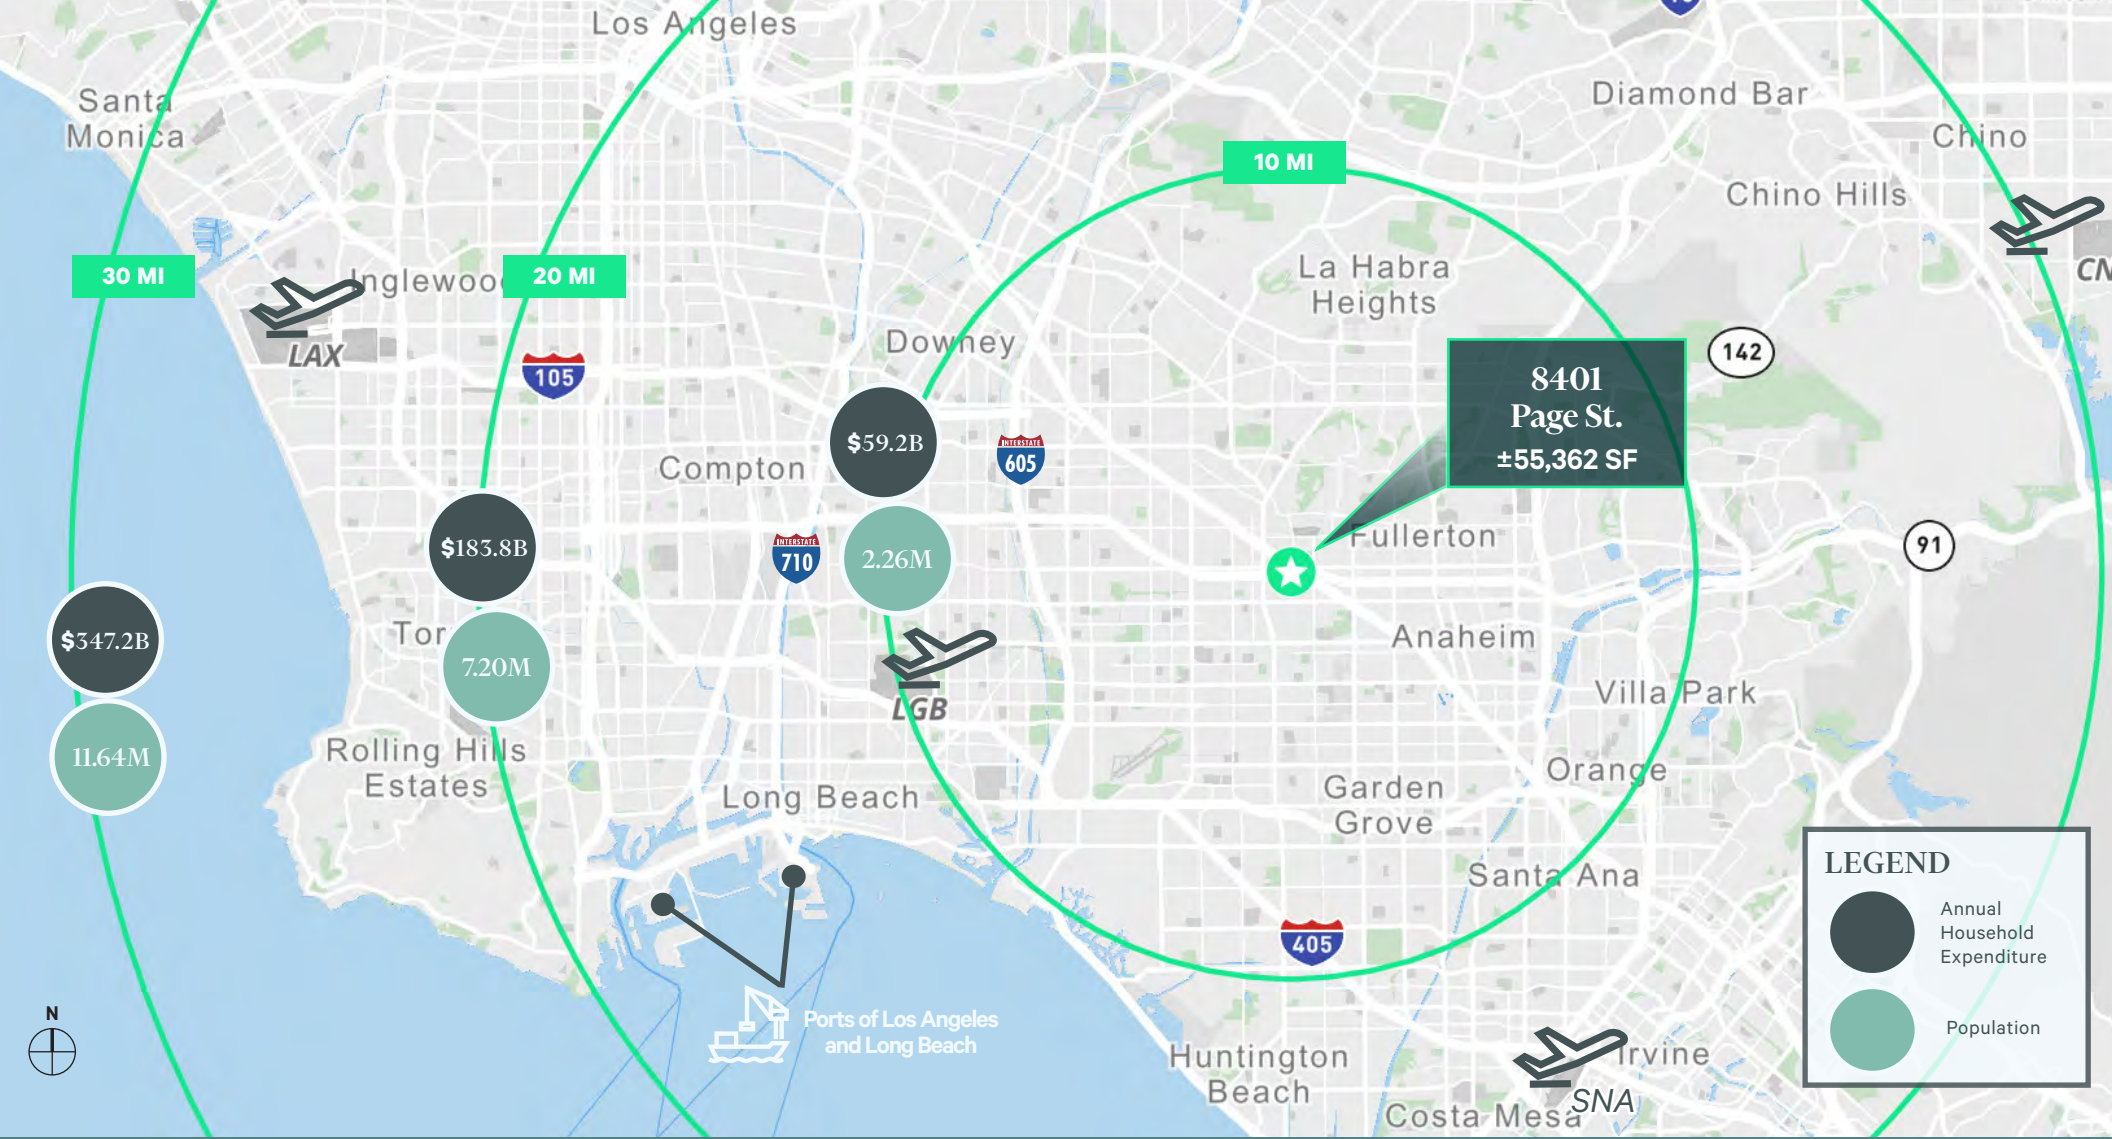 Los Angeles
Santa
Monica
Diamond Bar
Chino
10 MI
Chino Hills
30 MI
Inglewood
20 MI
La Habra
Heights
CN
LAX
Downey
142
105
8401
Page St.
±55,362 SF
$59.2B
INTERSTATE
605
Compton
Fullerton
$183.8B
INTERSTATE
710
2.26M
91
$347.2B
Tor
7.20M
Anaheim
LGB
Villa Park
11.64M
Rolling Hills
Estates
Orange
Long Beach
Garden
Grove
Santa Ana
405
LEGEND
Annual
Household
Expenditure
Population
N
Ports of Los Angeles
and Long Beach
Huntington
Beach
Irvine
SNA
Costa Mesa